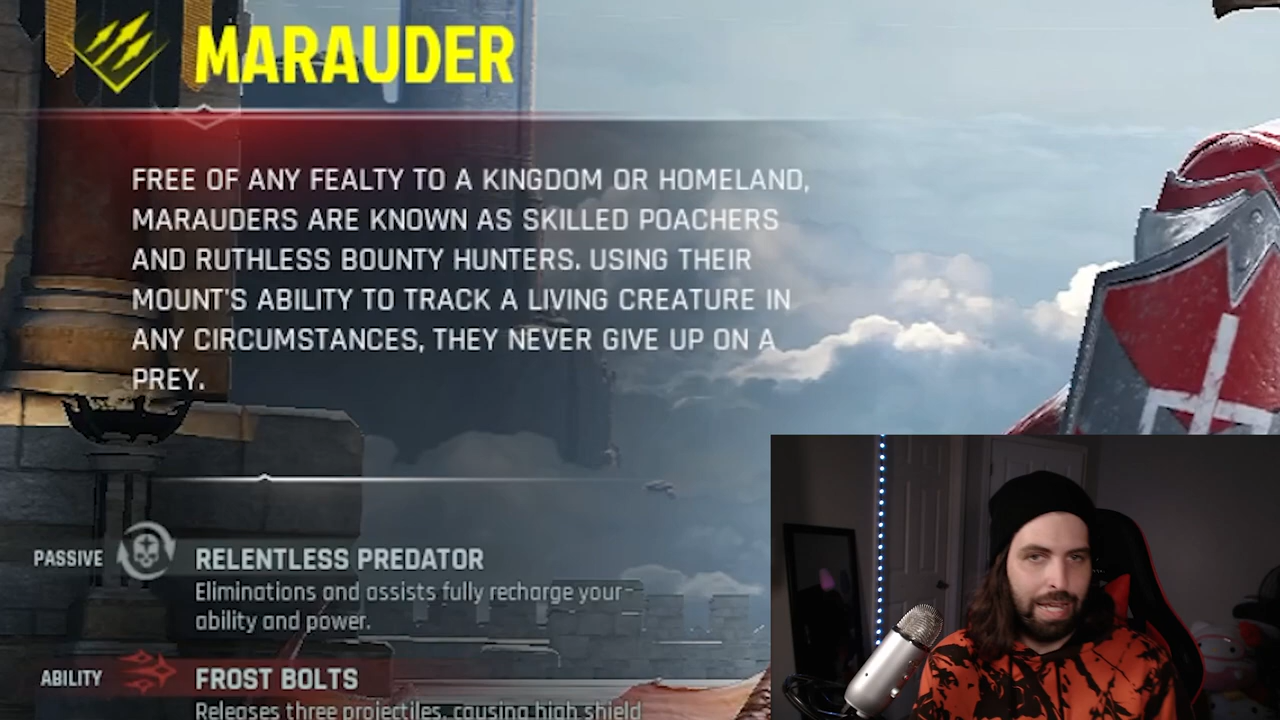 MARAUDER
FREE OF ANY FEALTY TO A KINGDOM OR HOMELAND,
MARAUDERS ARE KNOWN AS SKILLED POACHERS
AND RUTHLESS BOUNTY HUNTERS. USING THEIR
MOUNT'S ABILITY TO TRACK A LIVING CREATURE IN
ANY CIRCUMSTANCES, THEY NEVER GIVE UP ON A
PREY.
PASSIVE RELENTLESS PREDATOR
Eliminations and assists fully recharge your
ability and power.
ABILITY FROST BOLTS
Releases three projectiles, causing high shield